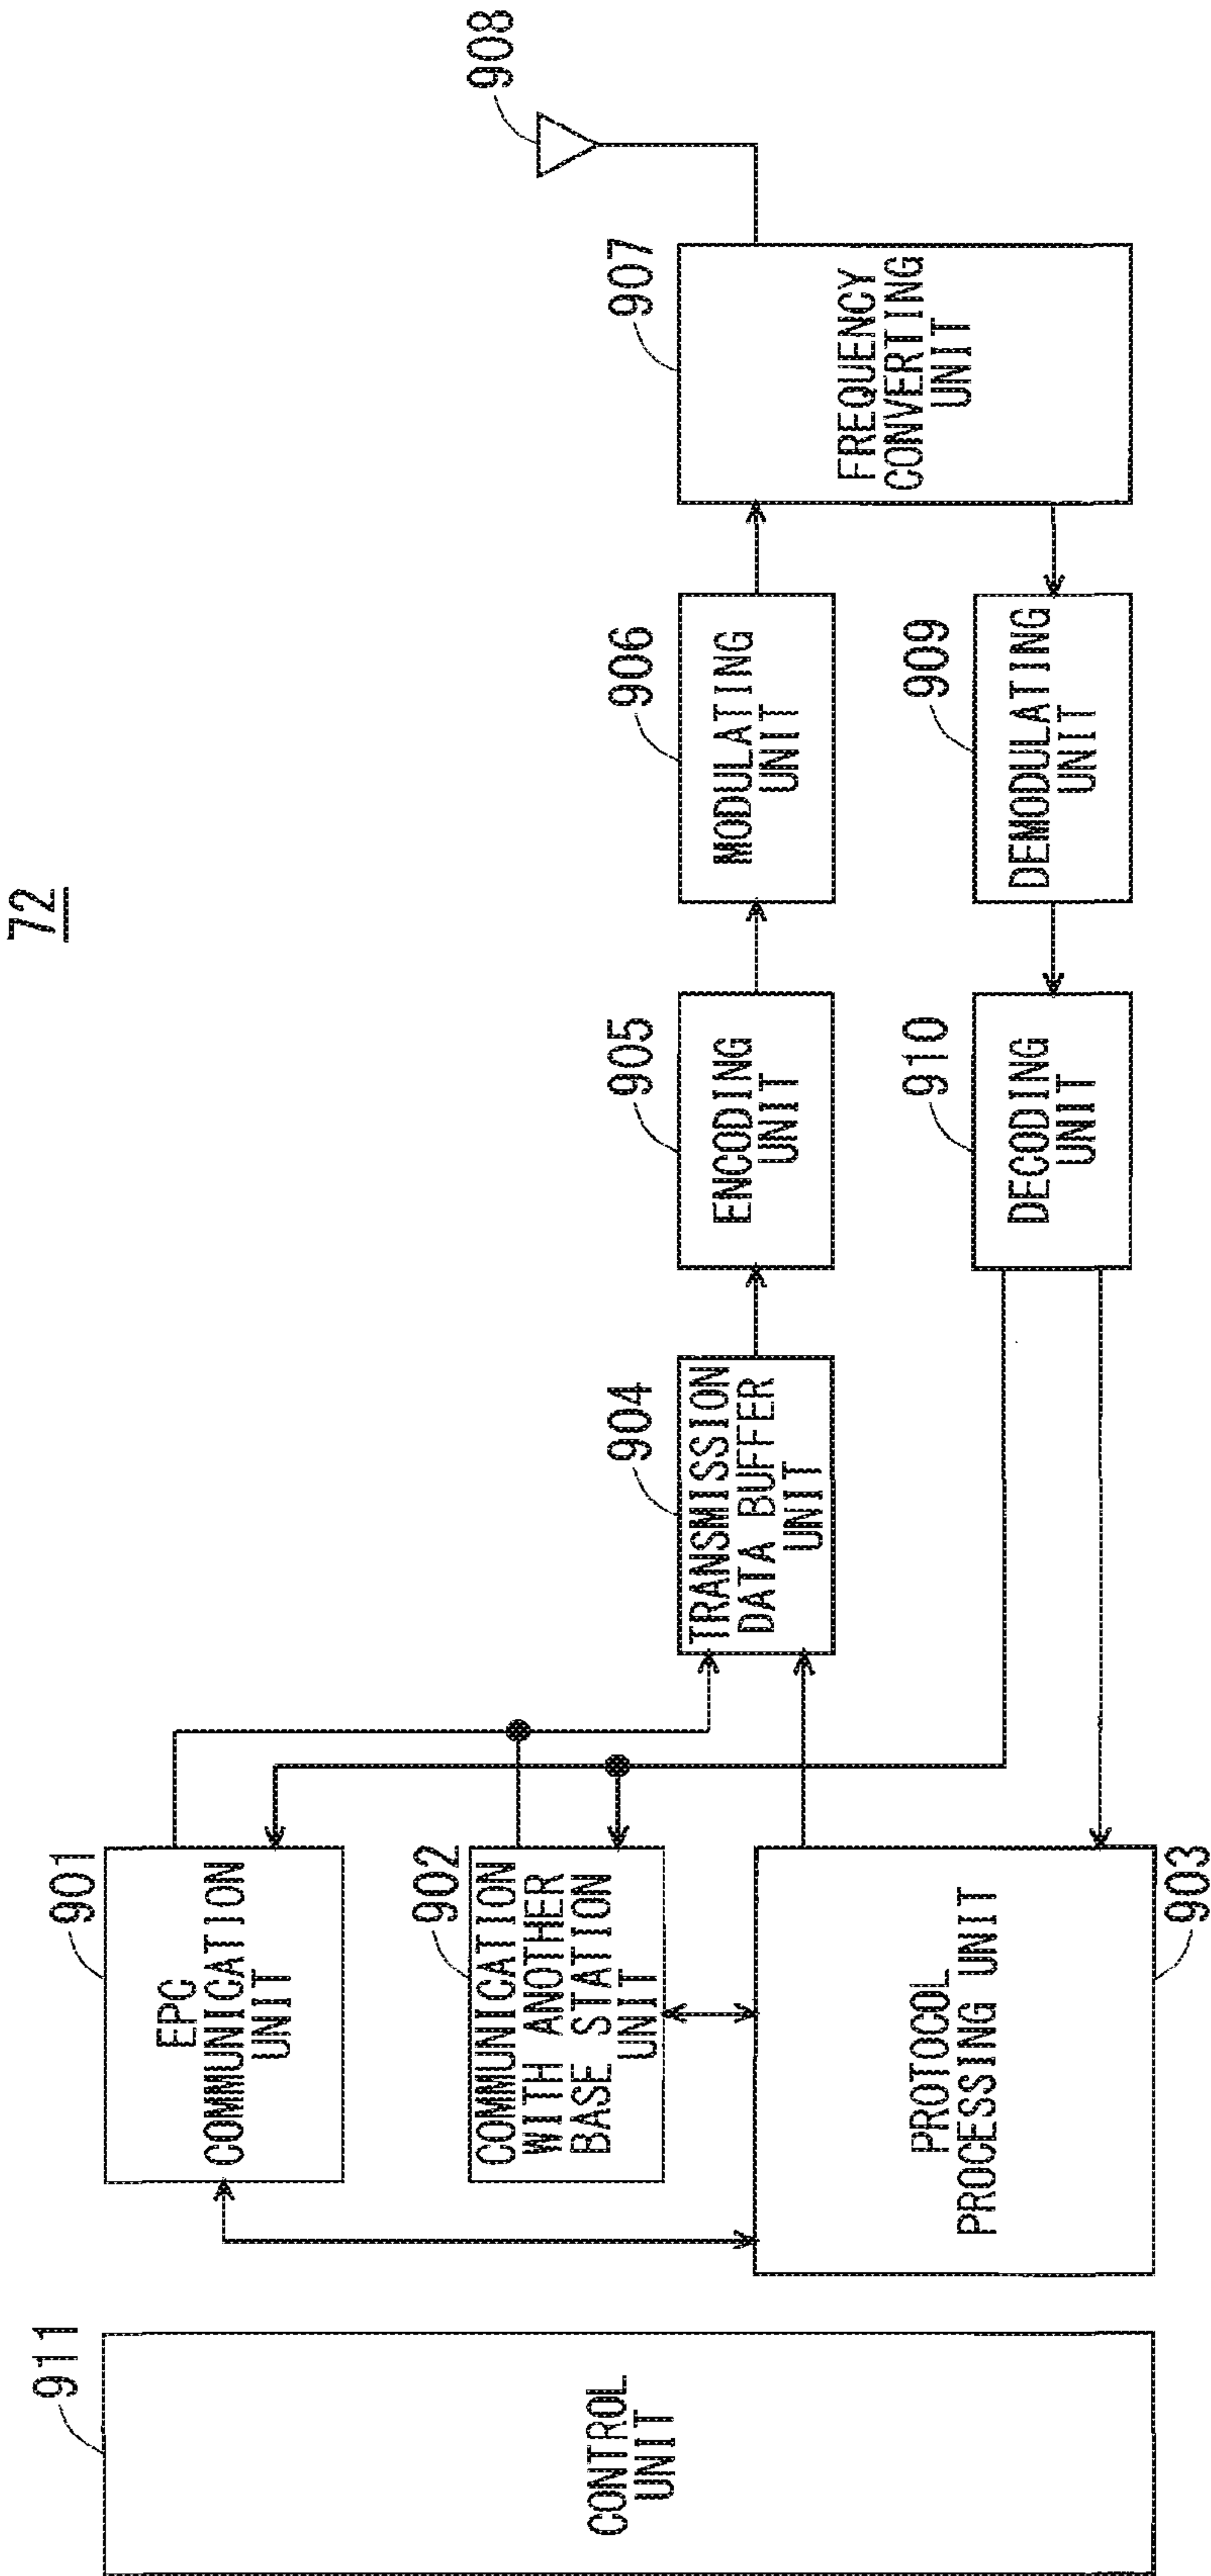 72
911
CONTROL
UNIT
901
EPC
COMMUNICATION
UNIT
902
COMMUNICATION
WITH ANOTHER
BASE STATION
UNIT
PROTOCOL
PROCESSING UNIT
903
904
TRANSMISSION
DATA BUFFER
UNIT
905
ENCODING
UNIT
906
MODULATING
UNIT
907
FREQUENCY
CONVERTING
UNIT
908
909
DEMODULATING
UNIT
910
DECODING
UNIT